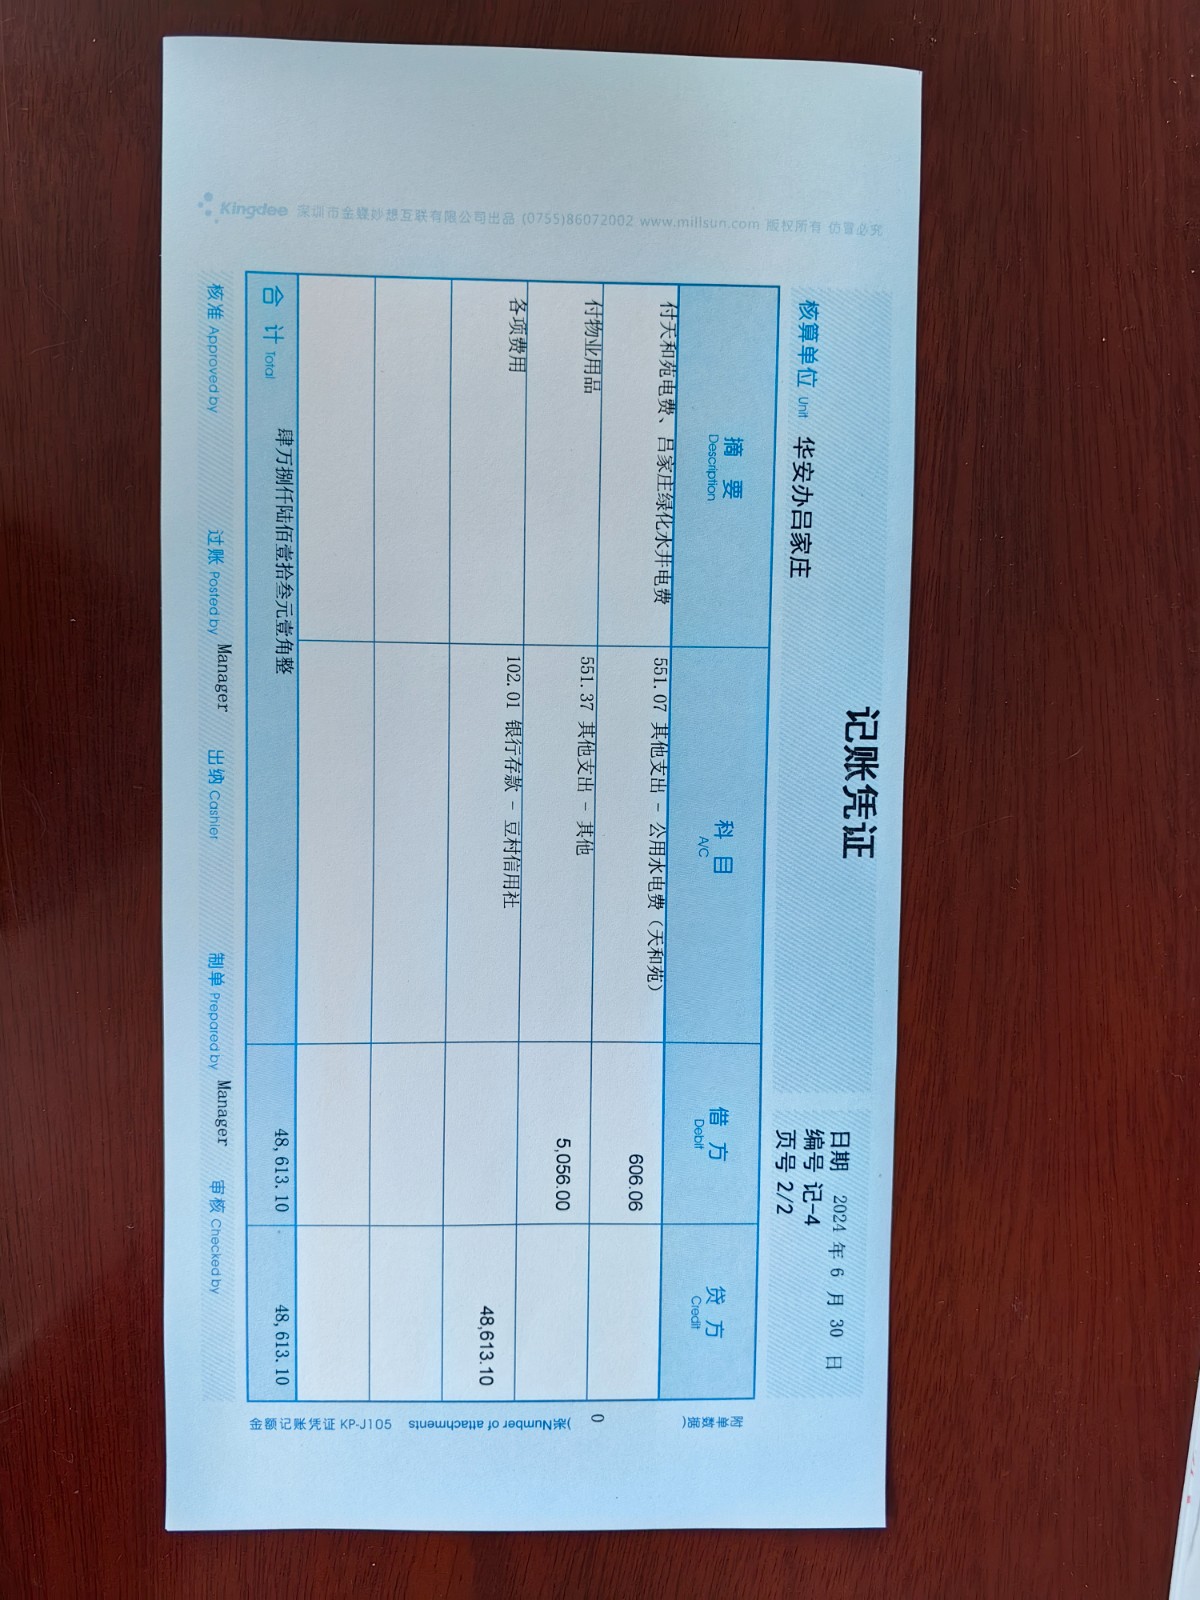 记账凭证
核算单位 Unit 华安办吕家庄
日期 2024 年 6 月 30 日
编号 记-4
页号 2/2
摘 要 科 目 借 方 贷 方
Description A/C Debit Credit
付天和苑电费、吕家庄绿化水井电费 551.07 其他支出 - 公用水电费（天和苑） 606.06
付物业用品 551.37 其他支出 - 其他 5,056.00
各项费用 102.01 银行存款 - 豆村信用社 48,613.10
合 计 Total 肆万捌仟陆佰壹拾叁元壹角整 48,613.10 48,613.10
核准 Approved by 过账 Posted by Manager 出纳 Cashier 制单 Prepared by Manager 审核 Checked by
附单数据( 0 )张Number of attachments
金额记账凭证 KP-J105
Kingdee 深圳市金蝶妙想互联有限公司出品 (0755)86072002 www.millsun.com 版权所有 仿冒必究